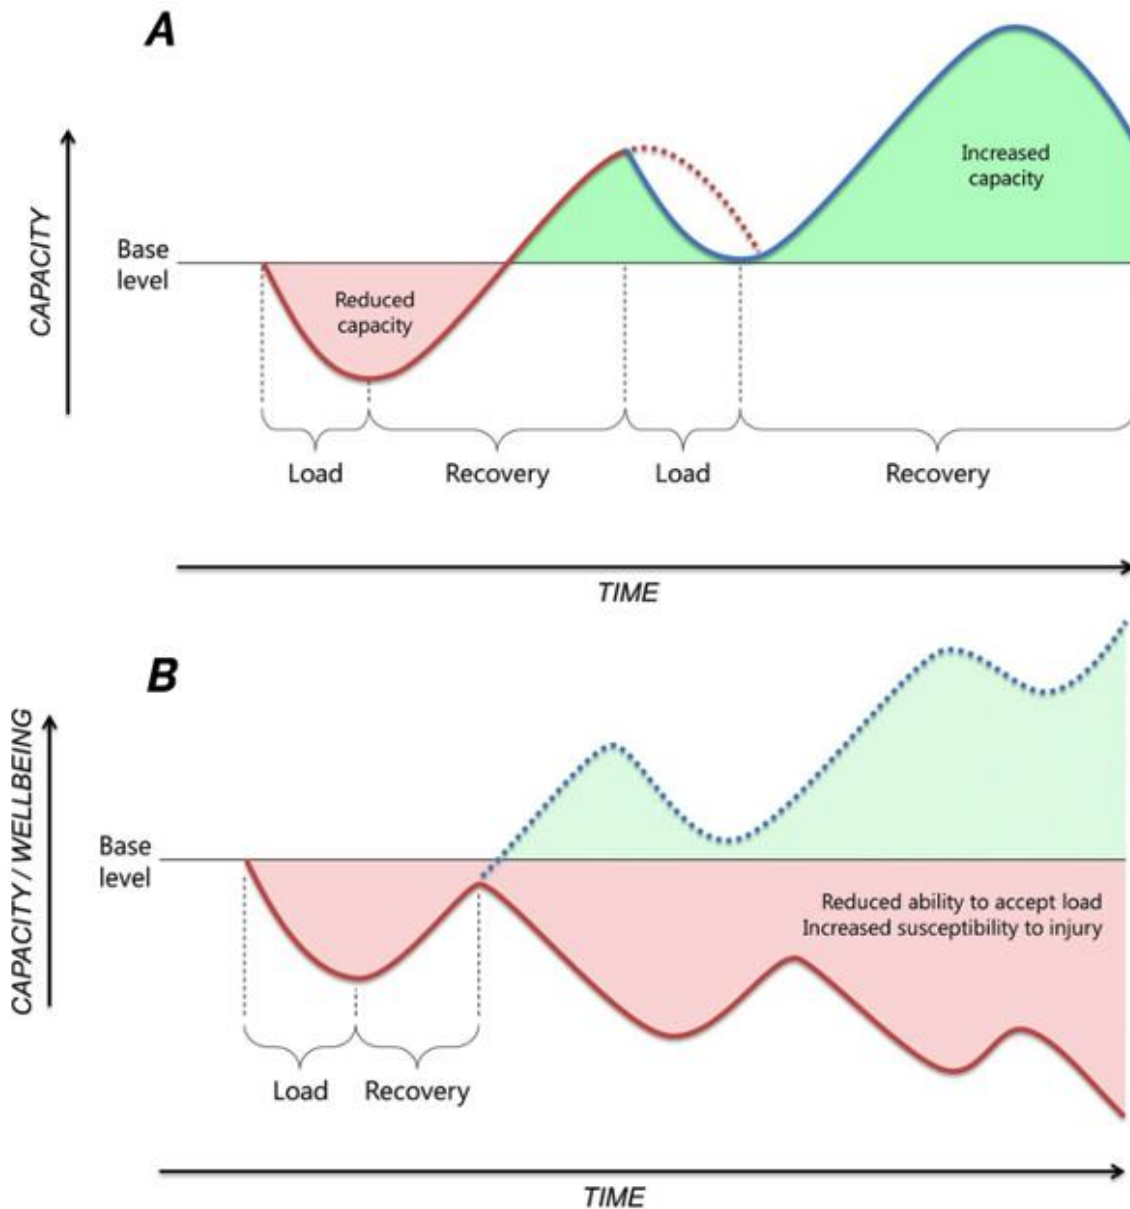 A
CAPACITY
Base
level
Reduced
capacity
Increased
capacity
Load
Recovery
Load
Recovery
TIME
B
CAPACITY / WELLBEING
Base
level
Reduced ability to accept load
Increased susceptibility to injury
Load
Recovery
TIME